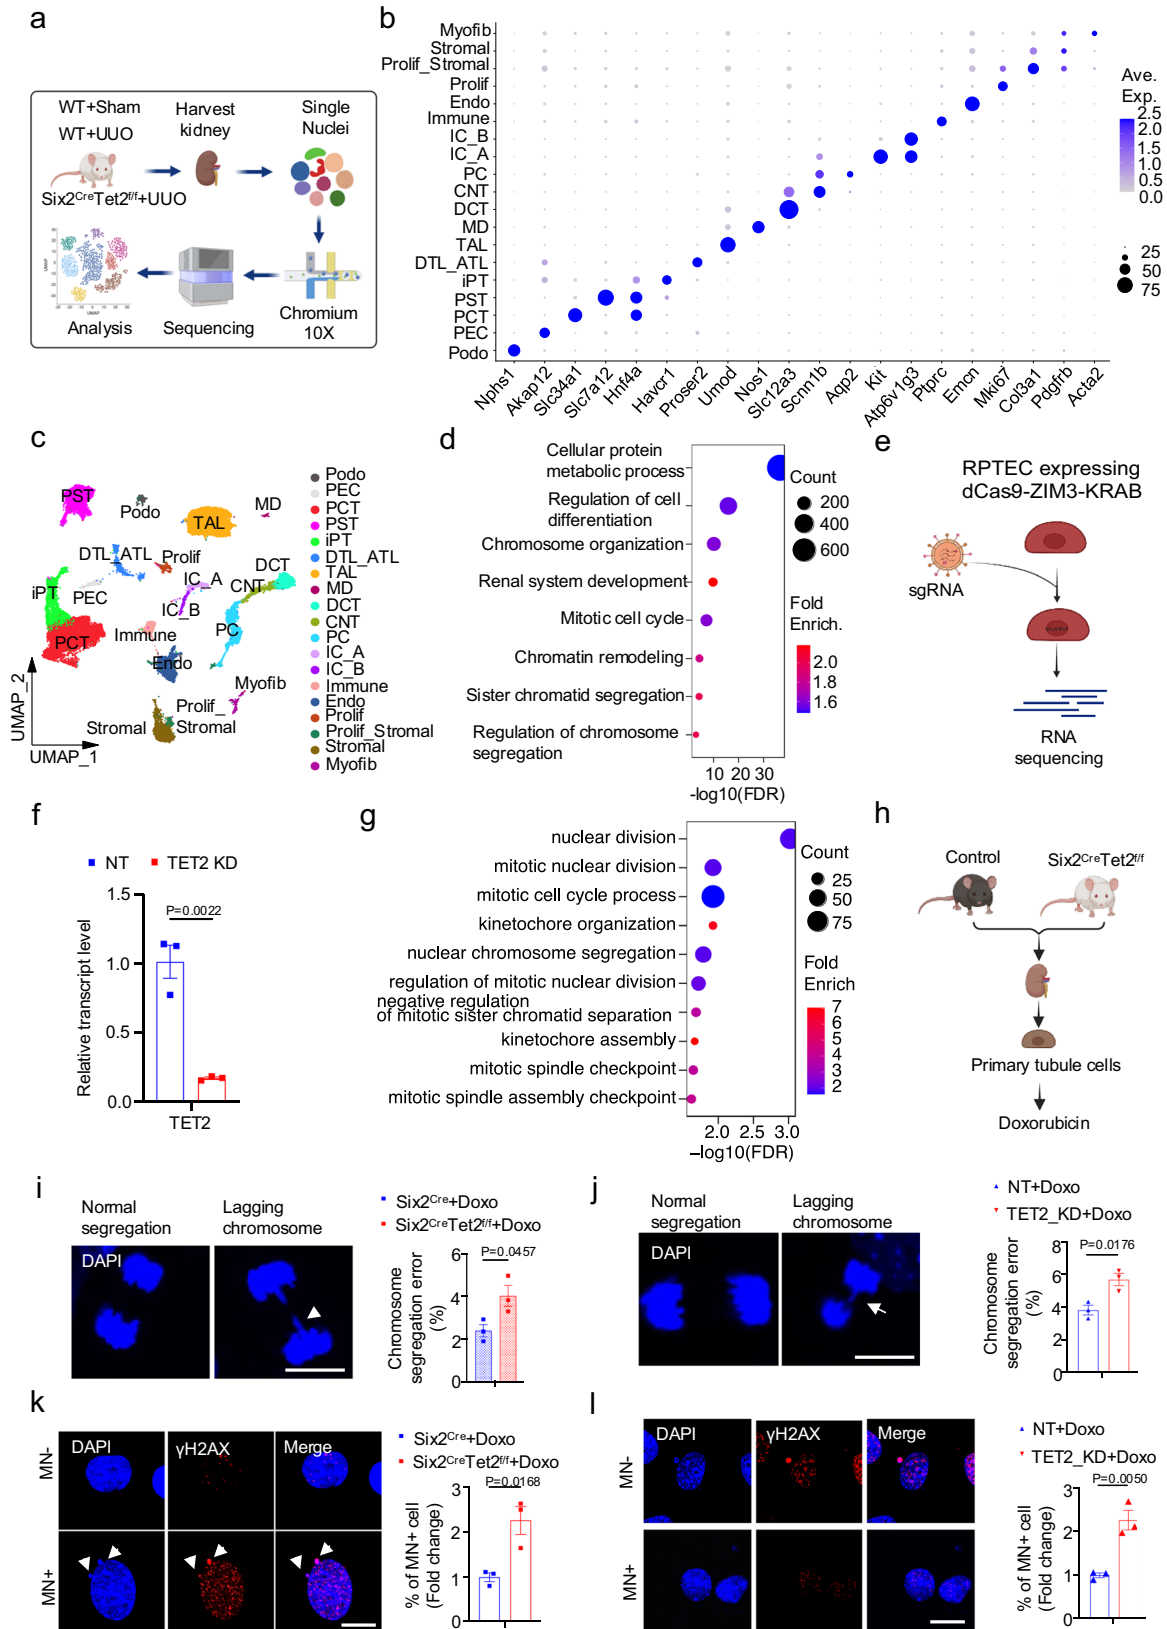 a
WT+Sham
WT+UUO
Six2CreTet2f/f+UUO
Harvest
kidney
Single
Nuclei
Chromium
10X
Sequencing
Analysis
UMAP
UMAP
b
Myofib
Stromal
Prolif_Stromal
Prolif
Endo
Immune
IC_B
IC_A
PC
CNT
DCT
MD
TAL
DTL_ATL
iPT
PST
PCT
PEC
Podo
Nphs1
Akap12
Slc34a1
Slc7a12
Hnf4a
Havcr1
Proser2
Umod
Nos1
Slc12a3
Scnn1b
Aqp2
Kit
Atp6v1g3
Ptprc
Emcn
Mki67
Col3a1
Pdgfrb
Acta2
Ave.
Exp.
2.5
2.0
1.5
1.0
0.5
0.0
25
50
75
c
PST
Podo
TAL
MD
DTL_ATL
Prolif
IC_A
DCT
CNT
iPT
PEC
IC_B
PC
PCT
Immune
Endo
Myofib
Prolif_
Stromal
Stromal
UMAP_2
UMAP_1
Podo
PEC
PCT
PST
iPT
DTL_ATL
TAL
MD
DCT
CNT
PC
IC_A
IC_B
Immune
Endo
Prolif
Prolif_Stromal
Stromal
Myofib
d
Cellular protein
metabolic process
Regulation of cell
differentiation
Chromosome organization
Renal system development
Mitotic cell cycle
Chromatin remodeling
Sister chromatid segregation
Regulation of chromosome
segregation
10 20 30
-log10(FDR)
Count
200
400
600
Fold
Enrich.
2.0
1.8
1.6
e
RPTEC expressing
dCas9-ZIM3-KRAB
sgRNA
RNA
sequencing
f
NT
TET2 KD
P=0.0022
Relative transcript level
1.5
1.0
0.5
0.0
TET2
g
nuclear division
mitotic nuclear division
mitotic cell cycle process
kinetochore organization
nuclear chromosome segregation
regulation of mitotic nuclear division
negative regulation
of mitotic sister chromatid separation
kinetochore assembly
mitotic spindle checkpoint
mitotic spindle assembly checkpoint
2.0 2.5 3.0
−log10(FDR)
Count
25
50
75
Fold
Enrich
7
6
5
4
3
2
h
Control
Six2CreTet2f/f
Primary tubule cells
Doxorubicin
i
Normal
segregation
Lagging
chromosome
DAPI
Six2Cre+Doxo
Six2CreTet2f/f+Doxo
P=0.0457
Chromosome
segregation error
(%)
6
4
2
0
j
Normal
segregation
Lagging
chromosome
DAPI
NT+Doxo
TET2_KD+Doxo
P=0.0176
Chromosome
segregation error
(%)
8
6
4
2
0
k
MN-
MN+
DAPI
γH2AX
Merge
Six2Cre+Doxo
Six2CreTet2f/f+Doxo
P=0.0168
% of MN+ cell
(Fold change)
3
2
1
0
l
MN-
MN+
DAPI
γH2AX
Merge
NT+Doxo
TET2_KD+Doxo
P=0.0050
% of MN+ cell
(Fold change)
3
2
1
0